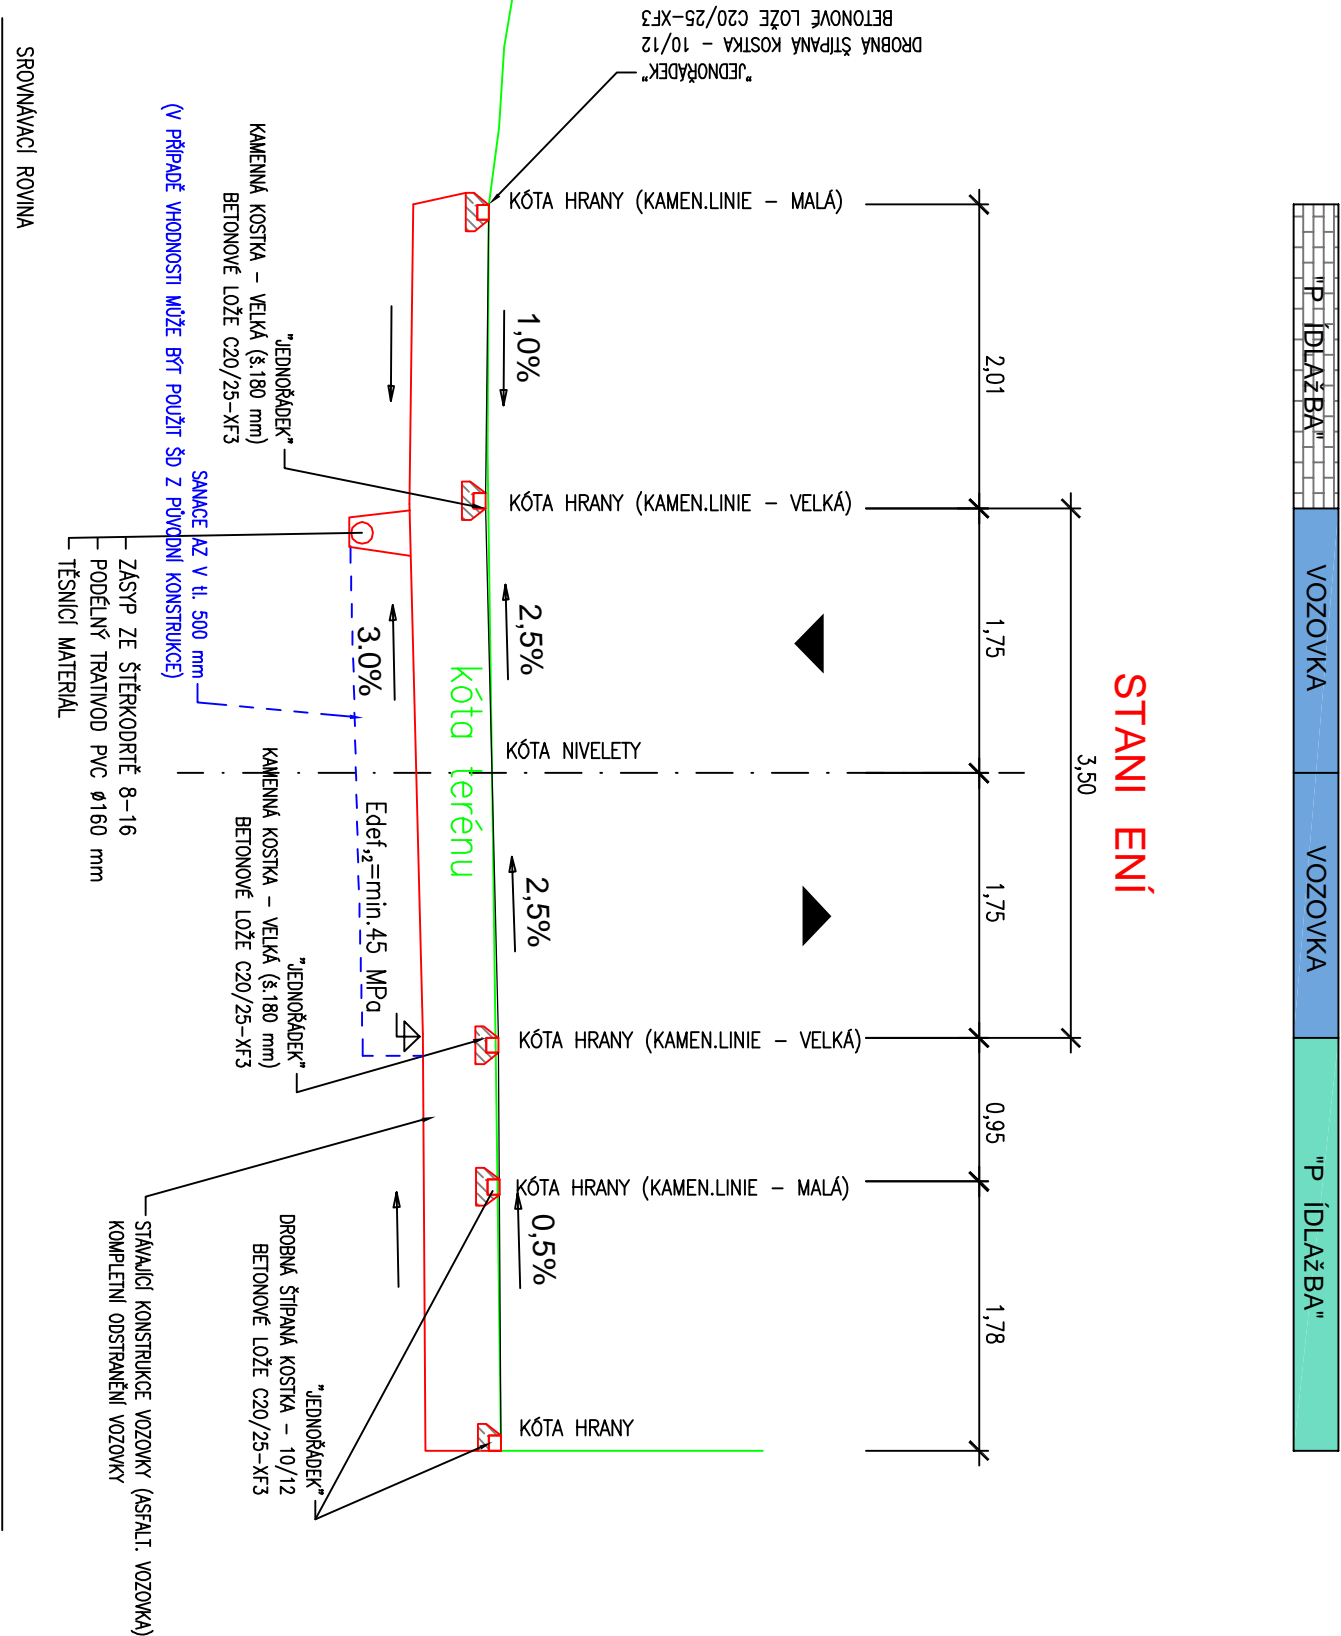 "P ÍDLAžBA"
VOZOVKA
VOZOVKA
"P ÍDLAžBA"
STANI ENÍ
3,50
2,01
1,75
1,75
0,95
1,78
"JEDNOŘÁDEK"
DROBNÁ ŠTÍPANÁ KOSTKA - 10/12
BETONOVÉ LOŽE C20/25-XF3
KÓTA HRANY (KAMEN.LINIE - MALÁ)
KÓTA HRANY (KAMEN.LINIE - VELKÁ)
KÓTA NIVELETY
KÓTA HRANY (KAMEN.LINIE - VELKÁ)
KÓTA HRANY (KAMEN.LINIE - MALÁ)
KÓTA HRANY
1,0%
2,5%
2,5%
0,5%
kóta terénu
3.0%
Edef,₂=min.45 MPa
"JEDNOŘÁDEK"
KAMENNÁ KOSTKA - VELKÁ (š.180 mm)
BETONOVÉ LOŽE C20/25-XF3
"JEDNOŘÁDEK"
KAMENNÁ KOSTKA - VELKÁ (š.180 mm)
BETONOVÉ LOŽE C20/25-XF3
"JEDNOŘÁDEK"
DROBNÁ ŠTÍPANÁ KOSTKA - 10/12
BETONOVÉ LOŽE C20/25-XF3
SANACE AZ V tl. 500 mm
(V PŘÍPADĚ VHODNOSTI MŮŽE BÝT POUŽIT ŠD Z PŮVODNÍ KONSTRUKCE)
ZÁSYP ZE ŠTĚRKODRTĚ 8-16
PODÉLNÝ TRATIVOD PVC ø160 mm
TĚSNICÍ MATERIÁL
STÁVAJÍCÍ KONSTRUKCE VOZOVKY (ASFALT. VOZOVKA)
KOMPLETNÍ ODSTRANĚNÍ VOZOVKY
SROVNÁVACÍ ROVINA